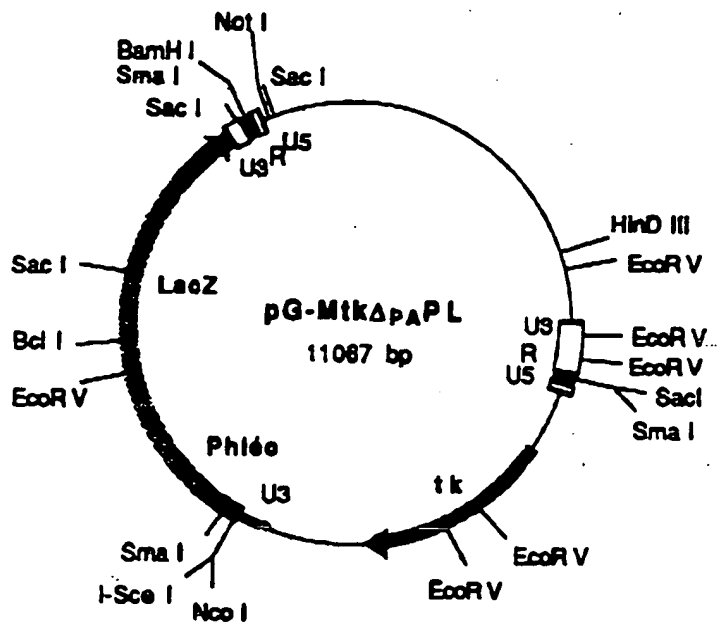 Not I
BamH I
Sma I
Sac I
Sac I
U3
R
U5
HinD III
EcoR V
Sac I
LacZ
pG-MtkΔPAPL
11067 bp
U3
R
U5
EcoR V
EcoR V
SacI
Sma I
Bcl I
EcoR V
Phléo
U3
tk
Sma I
I-Sce I
Nco I
EcoR V
EcoR V